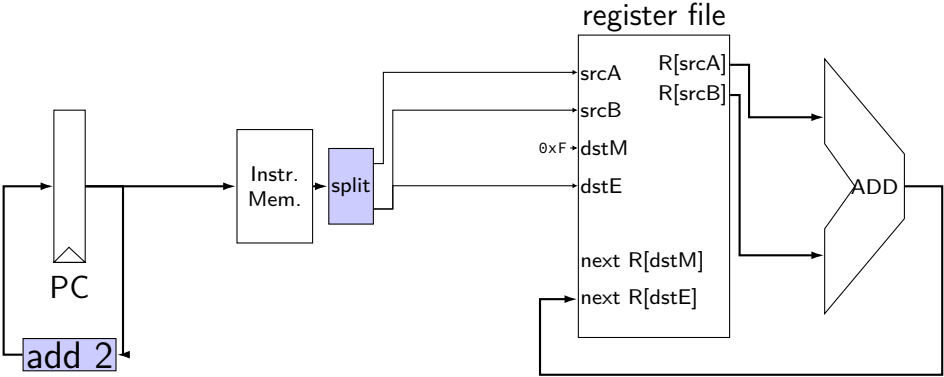 register file
srcA
srcB
0xF
dstM
dstE
next R[dstM]
next R[dstE]
R[srcA]
R[srcB]
ADD
Instr.
Mem.
split
PC
add 2